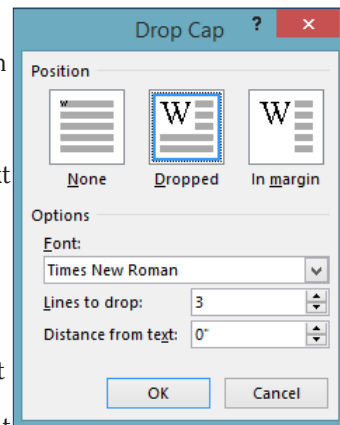 Drop Cap ? ×
Position
W W W
None Dropped In margin
Options
Font:
Times New Roman
Lines to drop: 3
Distance from text: 0"
OK Cancel